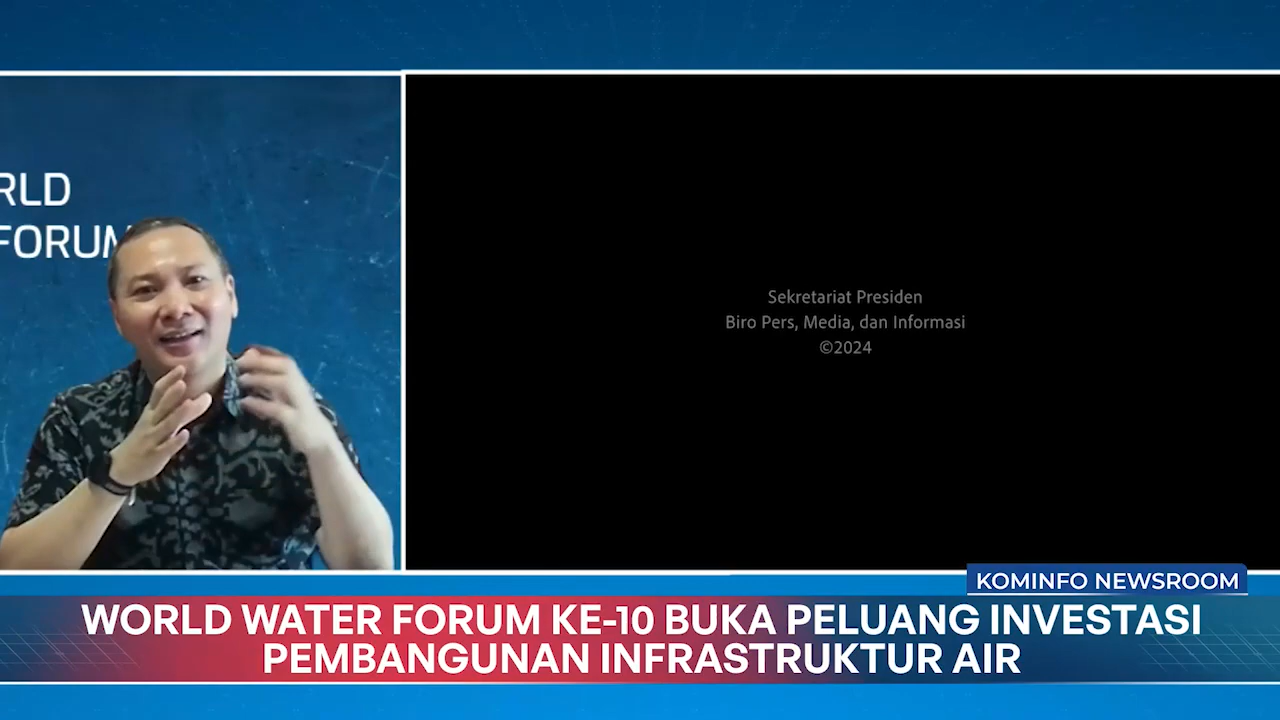 RLD
FORUM
Sekretariat Presiden
Biro Pers, Media, dan Informasi
©2024
KOMINFO NEWSROOM
WORLD WATER FORUM KE-10 BUKA PELUANG INVESTASI
PEMBANGUNAN INFRASTRUKTUR AIR